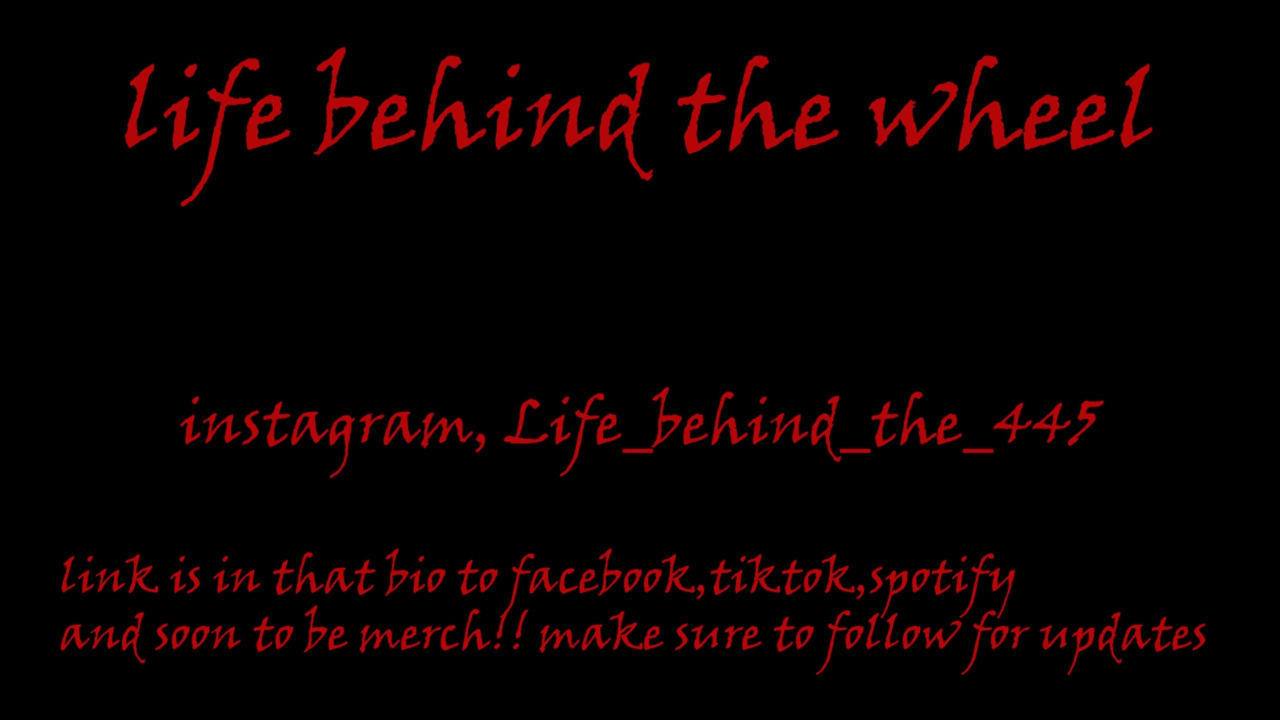 life behind the wheel
instagram, Life_behind_the_445
link is in that bio to facebook,tiktok,spotify
and soon to be merch!! make sure to follow for updates